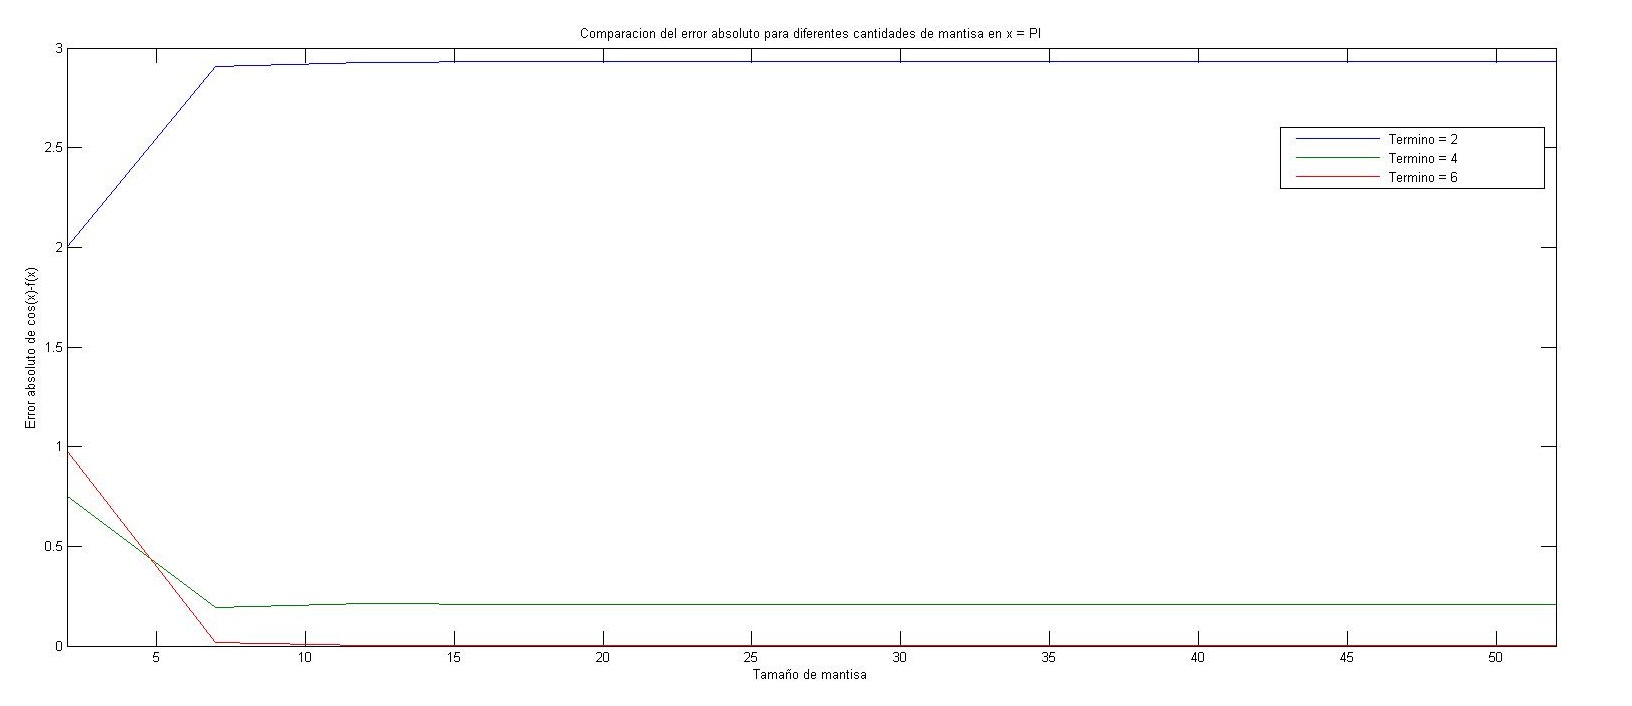 Comparacion del error absoluto para diferentes cantidades de mantisa en x = PI
3
2.5
2
1.5
1
0.5
0
Error absoluto de cos(x)-f(x)
Termino = 2
Termino = 4
Termino = 6
5 10 15 20 25 30 35 40 45 50
Tamaño de mantisa